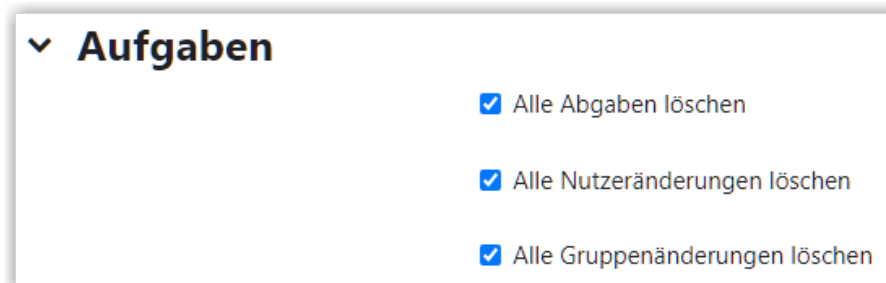 Aufgaben
Alle Abgaben löschen
Alle Nutzeränderungen löschen
Alle Gruppenänderungen löschen